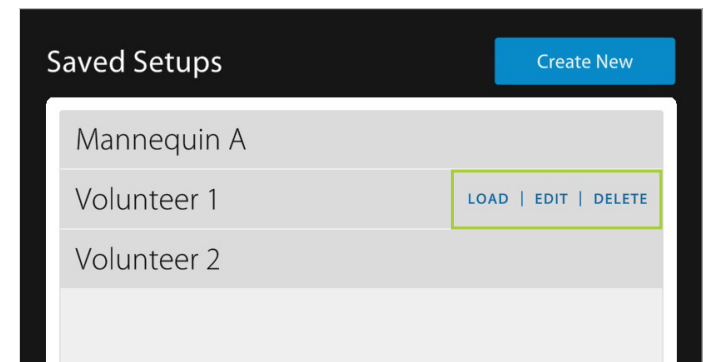 Saved Setups
Create New
Mannequin A
Volunteer 1
LOAD | EDIT | DELETE
Volunteer 2